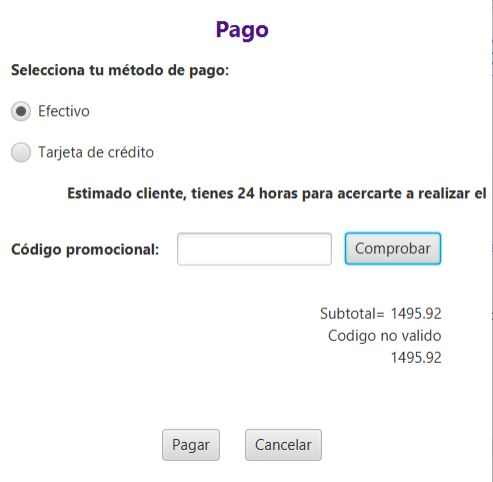 Pago
Selecciona tu método de pago:
Efectivo
Tarjeta de crédito
Estimado cliente, tienes 24 horas para acercarte a realizar el
Código promocional: Comprobar
Subtotal= 1495.92
Codigo no valido
1495.92
Pagar Cancelar